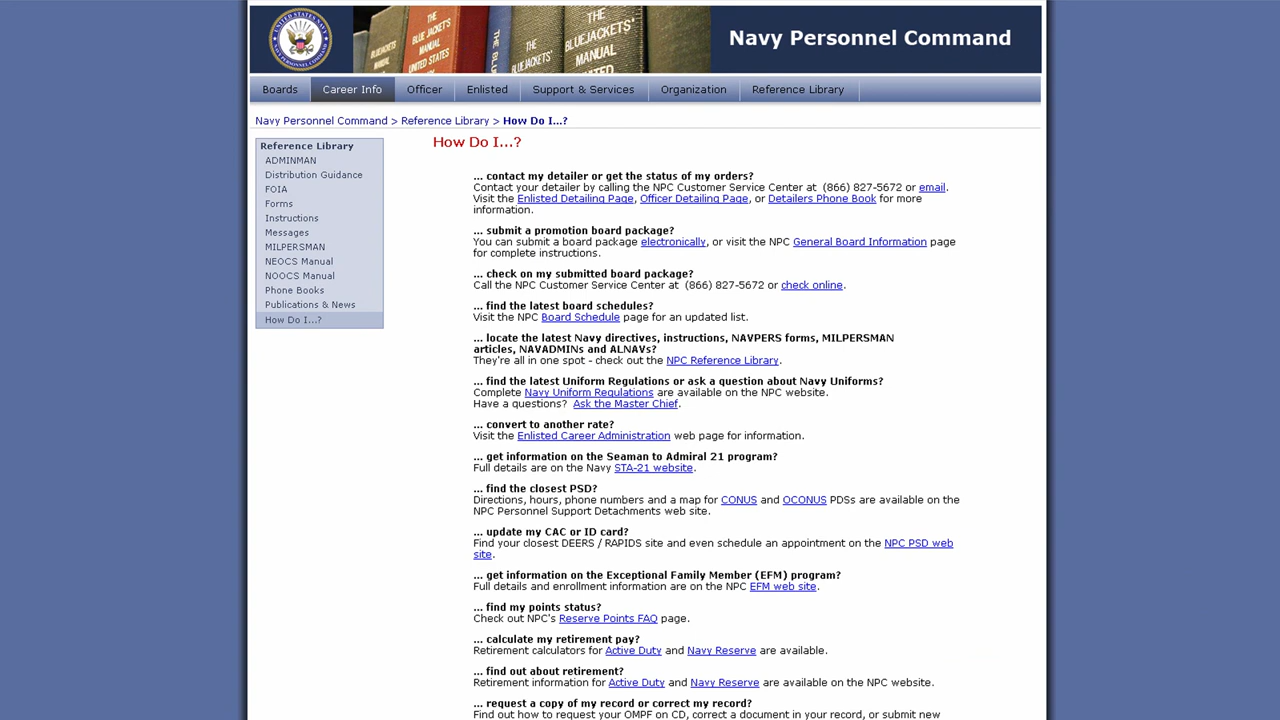 UNITED STATES NAVY
NAVY PERSONNEL COMMAND
BLUEJACKETS
MANUAL
THE
BLUE JACKETS
MANUAL
UNITED STATES
THE
BLUEJACKETS'
MANUAL
Navy Personnel Command
Boards
Career Info
Officer
Enlisted
Support & Services
Organization
Reference Library
Navy Personnel Command > Reference Library > How Do I...?
Reference Library
ADMINMAN
Distribution Guidance
FOIA
Forms
Instructions
Messages
MILPERSMAN
NEOCS Manual
NOOCS Manual
Phone Books
Publications & News
How Do I...?
How Do I...?
... contact my detailer or get the status of my orders?
Contact your detailer by calling the NPC Customer Service Center at (866) 827-5672 or email.
Visit the Enlisted Detailing Page, Officer Detailing Page, or Detailers Phone Book for more
information.
... submit a promotion board package?
You can submit a board package electronically, or visit the NPC General Board Information page
for complete instructions.
... check on my submitted board package?
Call the NPC Customer Service Center at (866) 827-5672 or check online.
... find the latest board schedules?
Visit the NPC Board Schedule page for an updated list.
... locate the latest Navy directives, instructions, NAVPERS forms, MILPERSMAN
articles, NAVADMINs and ALNAVs?
They're all in one spot - check out the NPC Reference Library.
... find the latest Uniform Regulations or ask a question about Navy Uniforms?
Complete Navy Uniform Regulations are available on the NPC website.
Have a questions? Ask the Master Chief.
... convert to another rate?
Visit the Enlisted Career Administration web page for information.
... get information on the Seaman to Admiral 21 program?
Full details are on the Navy STA-21 website.
... find the closest PSD?
Directions, hours, phone numbers and a map for CONUS and OCONUS PDSs are available on the
NPC Personnel Support Detachments web site.
... update my CAC or ID card?
Find your closest DEERS / RAPIDS site and even schedule an appointment on the NPC PSD web
site.
... get information on the Exceptional Family Member (EFM) program?
Full details and enrollment information are on the NPC EFM web site.
... find my points status?
Check out NPC's Reserve Points FAQ page.
... calculate my retirement pay?
Retirement calculators for Active Duty and Navy Reserve are available.
... find out about retirement?
Retirement information for Active Duty and Navy Reserve are available on the NPC website.
... request a copy of my record or correct my record?
Find out how to request your OMPF on CD, correct a document in your record, or submit new